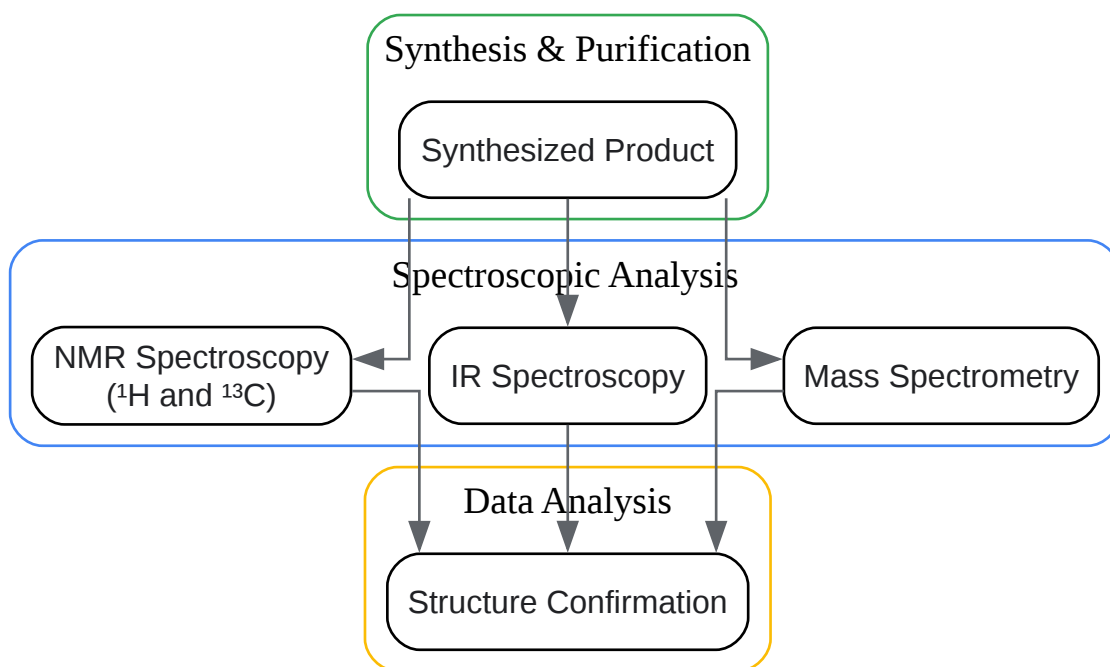 Synthesis & Purification
Synthesized Product
Spectroscopic Analysis
NMR Spectroscopy
(¹H and ¹³C)
IR Spectroscopy
Mass Spectrometry
Data Analysis
Structure Confirmation